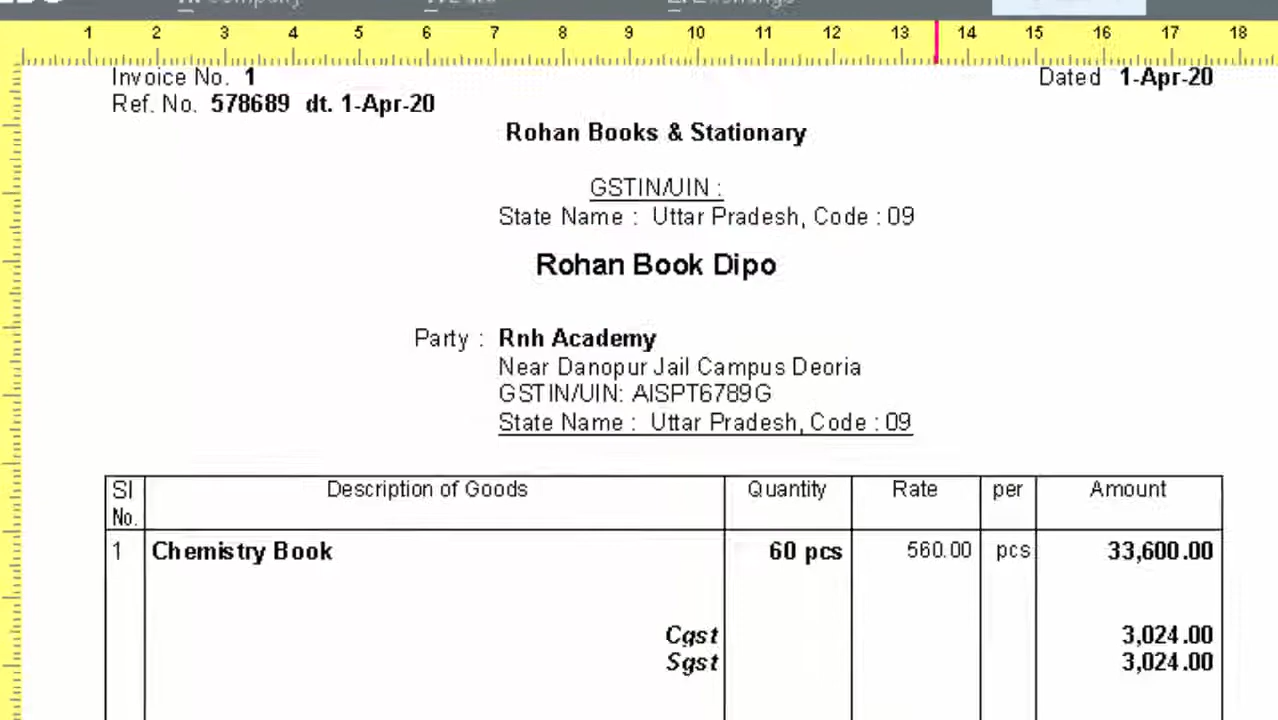 1 2 3 4 5 6 7 8 9 10 11 12 13 14 15 16 17 18
Invoice No. 1 Dated 1-Apr-20
Ref. No. 578689 dt. 1-Apr-20
Rohan Books & Stationary
GSTIN/UIN :
State Name : Uttar Pradesh, Code : 09
Rohan Book Dipo
Party : Rnh Academy
Near Danopur Jail Campus Deoria
GSTIN/UIN: AISPT6789G
State Name : Uttar Pradesh, Code : 09
Sl No. Description of Goods Quantity Rate per Amount
1 Chemistry Book 60 pcs 560.00 pcs 33,600.00
Cgst 3,024.00
Sgst 3,024.00